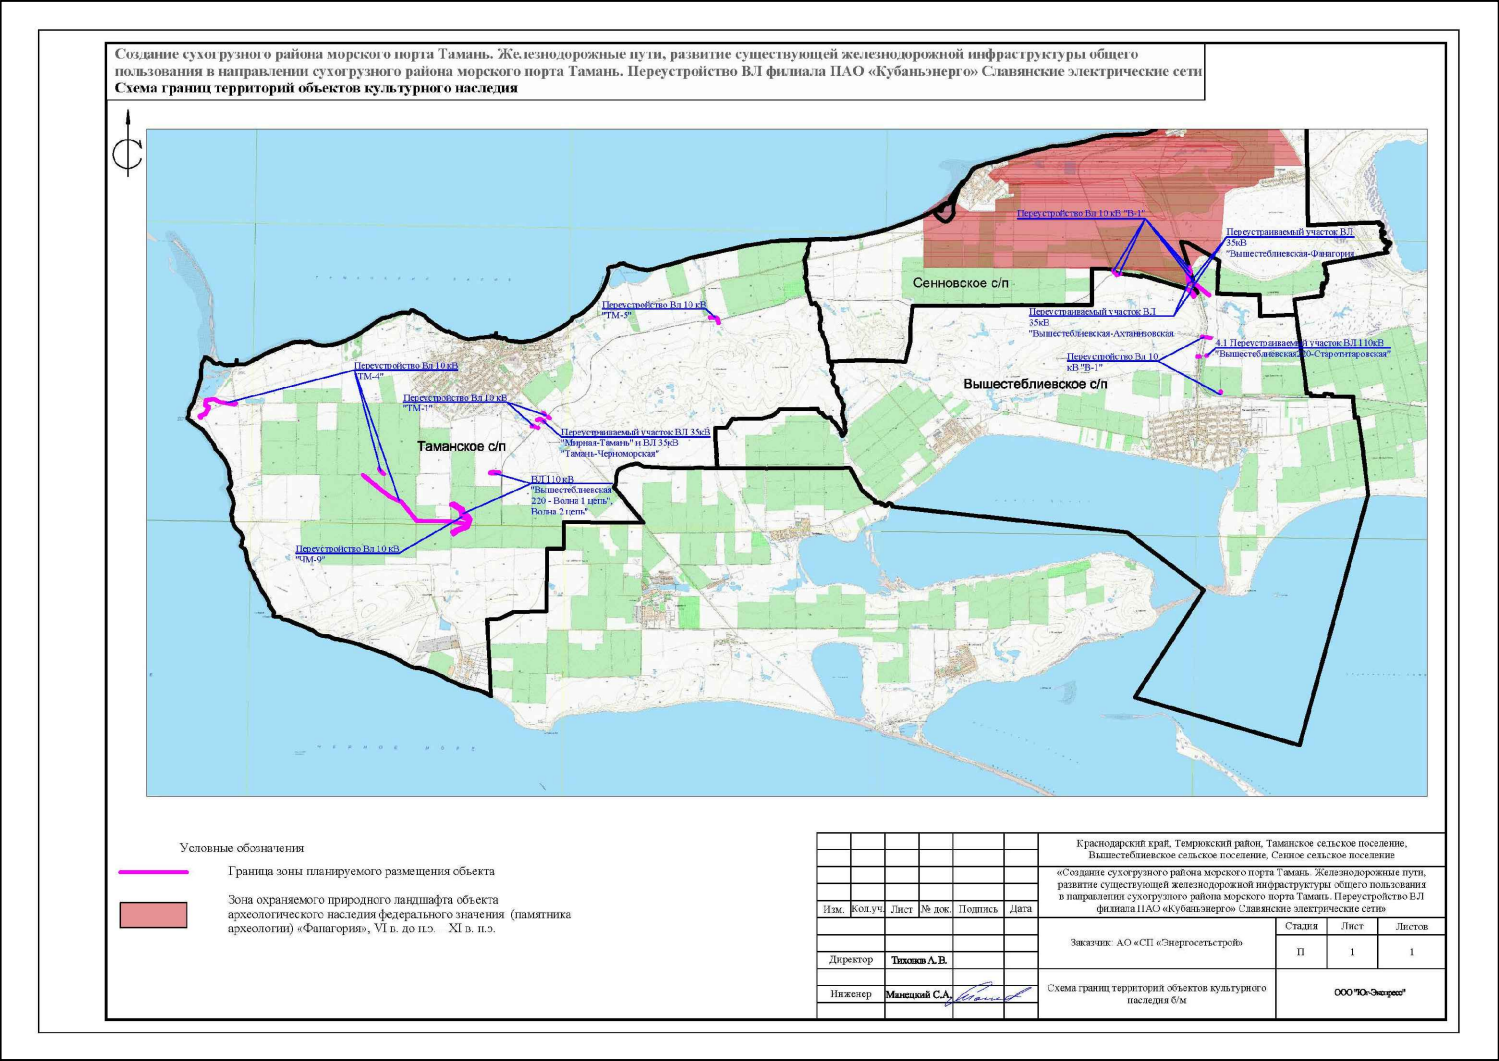 Создание сухогрузного района морского порта Тамань. Железнодорожные пути, развитие существующей железнодорожной инфраструктуры общего
пользования в направлении сухогрузного района морского порта Тамань. Переустройство ВЛ филиала ПАО «Кубаньэнерго» Славянские электрические сети
Схема границ территорий объектов культурного наследия
С
Переустройство Вл 10 кВ "В-1"
Переустраиваемый участок ВЛ
35кВ
"Вышестеблиевская-Фанагория
Сенновское с/п
Переустройство Вл 10 кВ
"ТМ-5"
Переустраиваемый участок ВЛ
35кВ
"Вышестеблиевская-Ахтанизовская
4.1 Переустраиваемый участок ВЛ 110кВ
"Вышестеблиевская220-Старотитаровская"
Переустройство Вл 10
кВ "В-1"
Переустройство Вл 10 кВ
"ТМ-4"
Вышестеблиевское с/п
Переустройство Вл 10 кВ
"ТМ-1"
Переустраиваемый участок ВЛ 35кВ
"Мирная-Тамань" и ВЛ 35кВ
"Тамань-Черноморская"
Таманское с/п
ВЛ 110 кВ
"Вышестеблиевская
220 - Волна 1 цепь",
Волна 2 цепь"
Переустройство Вл 10 кВ
"ЧМ-9"
Условные обозначения
Граница зоны планируемого размещения объекта
Зона охраняемого природного ландшафта объекта
археологического наследия федерального значения (памятника
археологии) «Фанагория», VI в. до н.э. XI в. н.э.
Краснодарский край, Темрюкский район, Таманское сельское поселение,
Вышестеблиевское сельское поселение, Сенное сельское поселение
«Создание сухогрузного района морского порта Тамань. Железнодорожные пути,
развитие существующей железнодорожной инфраструктуры общего пользования
в направлении сухогрузного района морского порта Тамань. Переустройство ВЛ
филиала ПАО «Кубаньэнерго» Славянские электрические сети»
Изм. Кол.уч. Лист № док. Подпись Дата
Заказчик: АО «СП «Энергосетьстрой»
Стадия Лист Листов
П 1 1
Директор Тихонов А. В.
Инженер Манецкий С.А.
Схема границ территорий объектов культурного
наследия б/м
ООО "Юг-Экспресс"